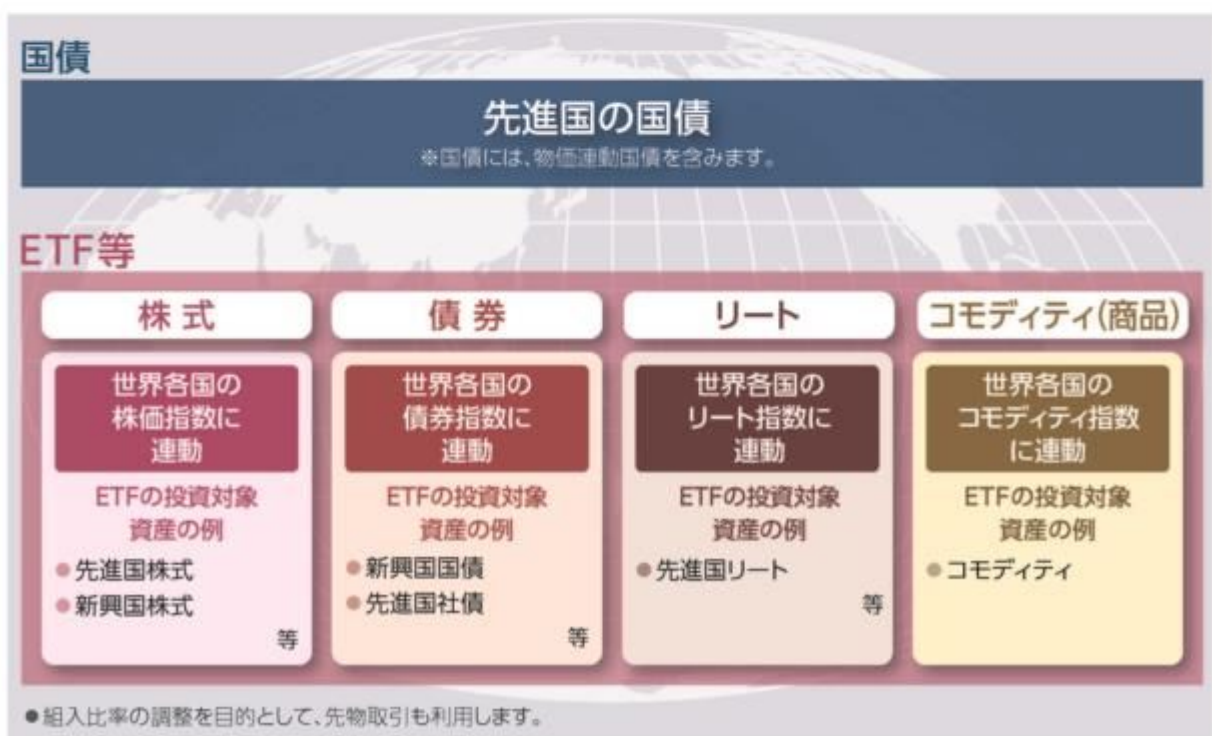 国債
先進国の国債
※国債には、物価連動国債を含みます。
ETF等
株式
債券
リート
コモディティ(商品)
世界各国の
株価指数に
連動
ETFの投資対象
資産の例
●先進国株式
●新興国株式
等
世界各国の
債券指数に
連動
ETFの投資対象
資産の例
●新興国国債
●先進国社債
等
世界各国の
リート指数に
連動
ETFの投資対象
資産の例
●先進国リート
等
世界各国の
コモディティ指数
に連動
ETFの投資対象
資産の例
●コモディティ
●組入比率の調整を目的として、先物取引も利用します。